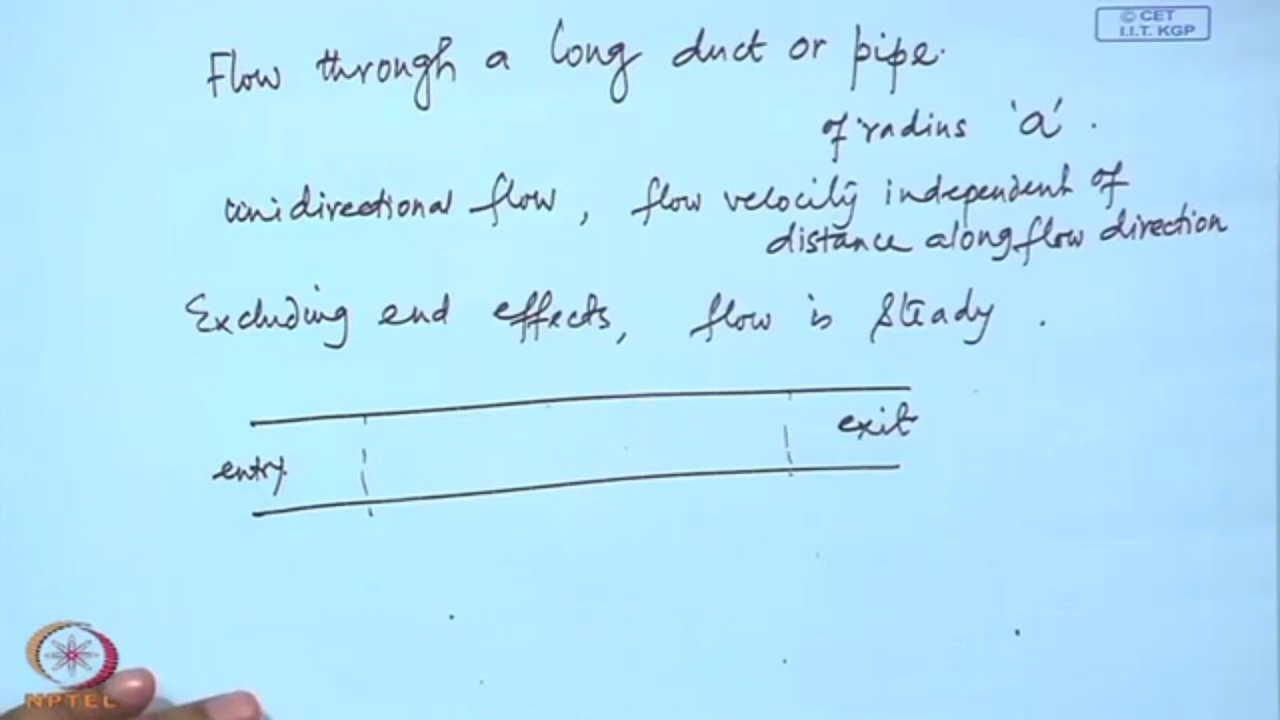 © CET
I.I.T. KGP
Flow through a long duct or pipe.
of radius 'a'.
unidirectional flow, flow velocity independent of
distance along flow direction
Excluding end effects, flow is steady.
exit
entry
NPTEL